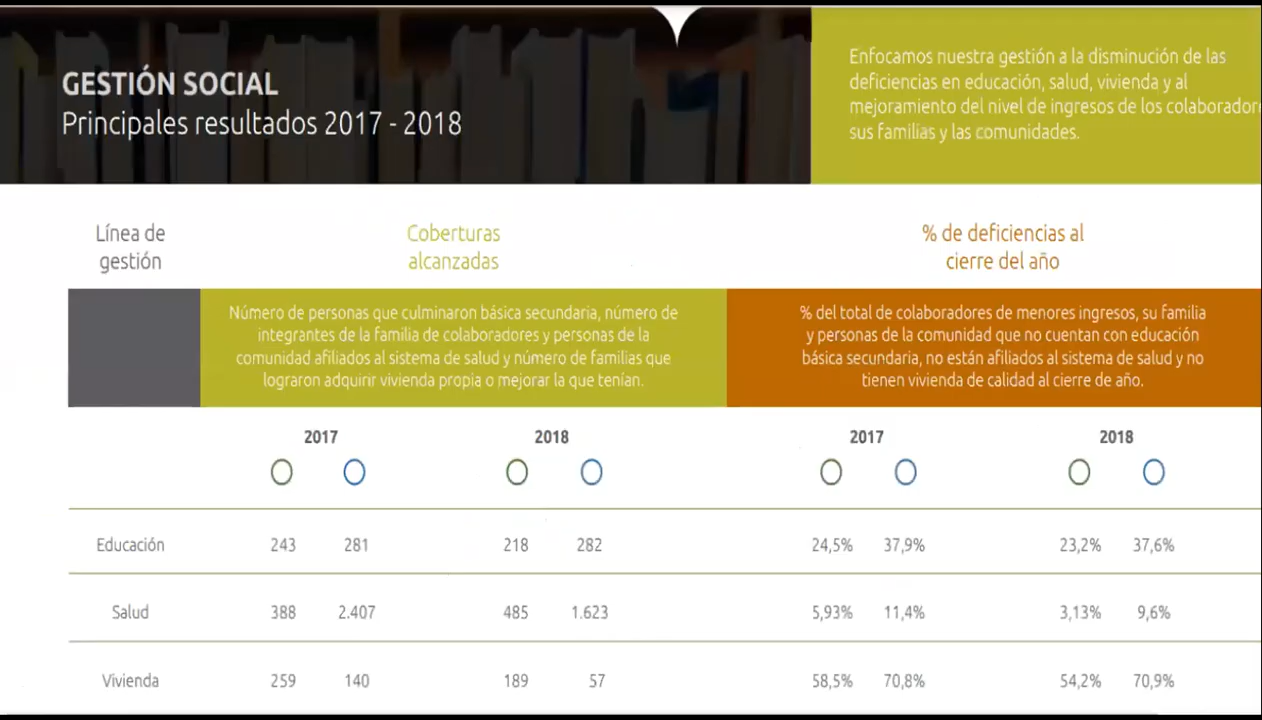 GESTIÓN SOCIAL
Principales resultados 2017 - 2018
Enfocamos nuestra gestión a la disminución de las
deficiencias en educación, salud, vivienda y al
mejoramiento del nivel de ingresos de los colaborador
sus familias y las comunidades.
Línea de
gestión
Coberturas
alcanzadas
% de deficiencias al
cierre del año
Número de personas que culminaron básica secundaria, número de
integrantes de la familia de colaboradores y personas de la
comunidad afiliados al sistema de salud y número de familias que
lograron adquirir vivienda propia o mejorar la que tenían.
% del total de colaboradores de menores ingresos, su familia
y personas de la comunidad que no cuentan con educación
básica secundaria, no están afiliados al sistema de salud y no
tienen vivienda de calidad al cierre de año.
2017 2018 2017 2018
Educación 243 281 218 282 24,5% 37,9% 23,2% 37,6%
Salud 388 2.407 485 1.623 5,93% 11,4% 3,13% 9,6%
Vivienda 259 140 189 57 58,5% 70,8% 54,2% 70,9%